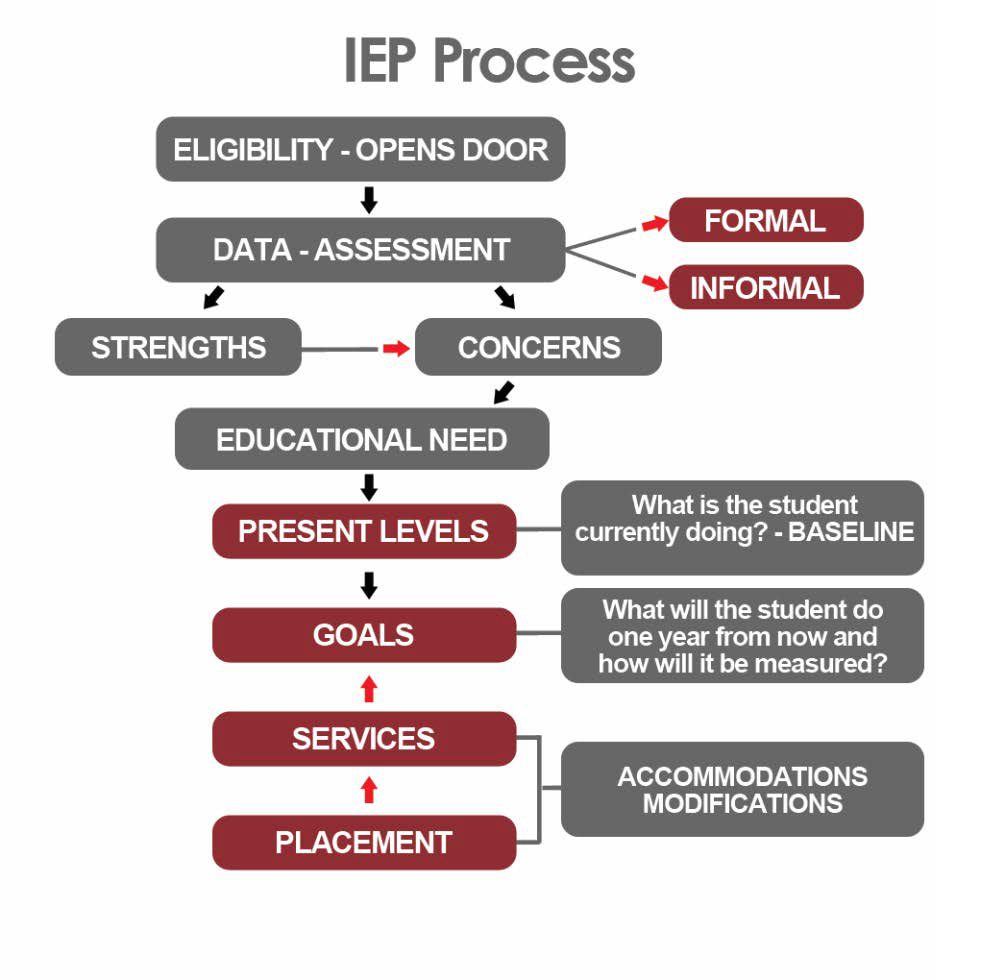 IEP Process
ELIGIBILITY - OPENS DOOR
DATA - ASSESSMENT
FORMAL
INFORMAL
STRENGTHS
CONCERNS
EDUCATIONAL NEED
PRESENT LEVELS
What is the student
currently doing? - BASELINE
GOALS
What will the student do
one year from now and
how will it be measured?
SERVICES
ACCOMMODATIONS
MODIFICATIONS
PLACEMENT